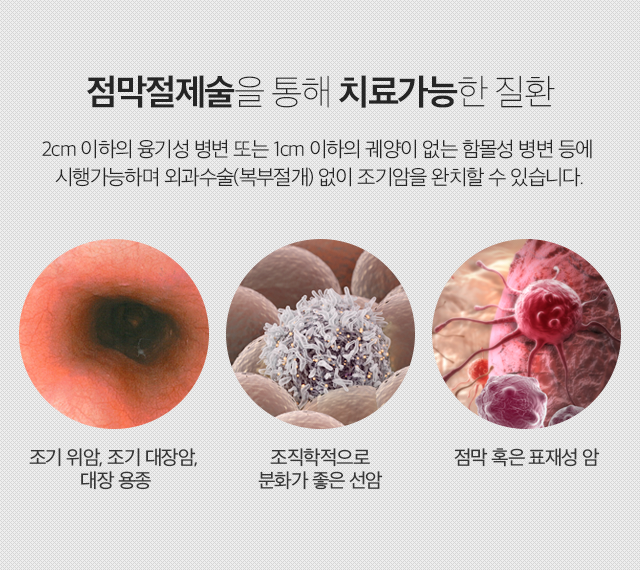 점막절제술을 통해 치료가능한 질환
2cm 이하의 융기성 병변 또는 1cm 이하의 궤양이 없는 함몰성 병변 등에
시행가능하며 외과수술(복부절개) 없이 조기암을 완치할 수 있습니다.
조기 위암, 조기 대장암,
대장 용종
조직학적으로
분화가 좋은 선암
점막 혹은 표재성 암